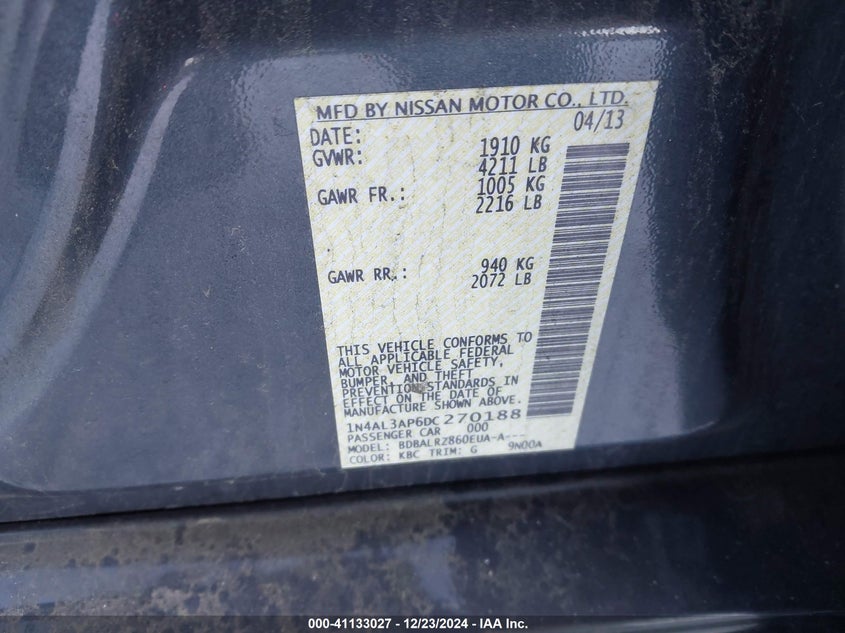 MFD BY NISSAN MOTOR CO., LTD.
DATE: 04/13
GVWR: 1910 KG
4211 LB
GAWR FR.: 1005 KG
2216 LB
GAWR RR.: 940 KG
2072 LB
THIS VEHICLE CONFORMS TO
ALL APPLICABLE FEDERAL
MOTOR VEHICLE SAFETY,
BUMPER, AND THEFT
PREVENTION STANDARDS IN
EFFECT ON THE DATE OF
MANUFACTURE SHOWN ABOVE.
1N4AL3AP6DC270188
PASSENGER CAR 000
MODEL: BDBALRZ860EUA-A---
COLOR: KBC TRIM: G 9N00A
000-41133027 - 12/23/2024 - IAA Inc.